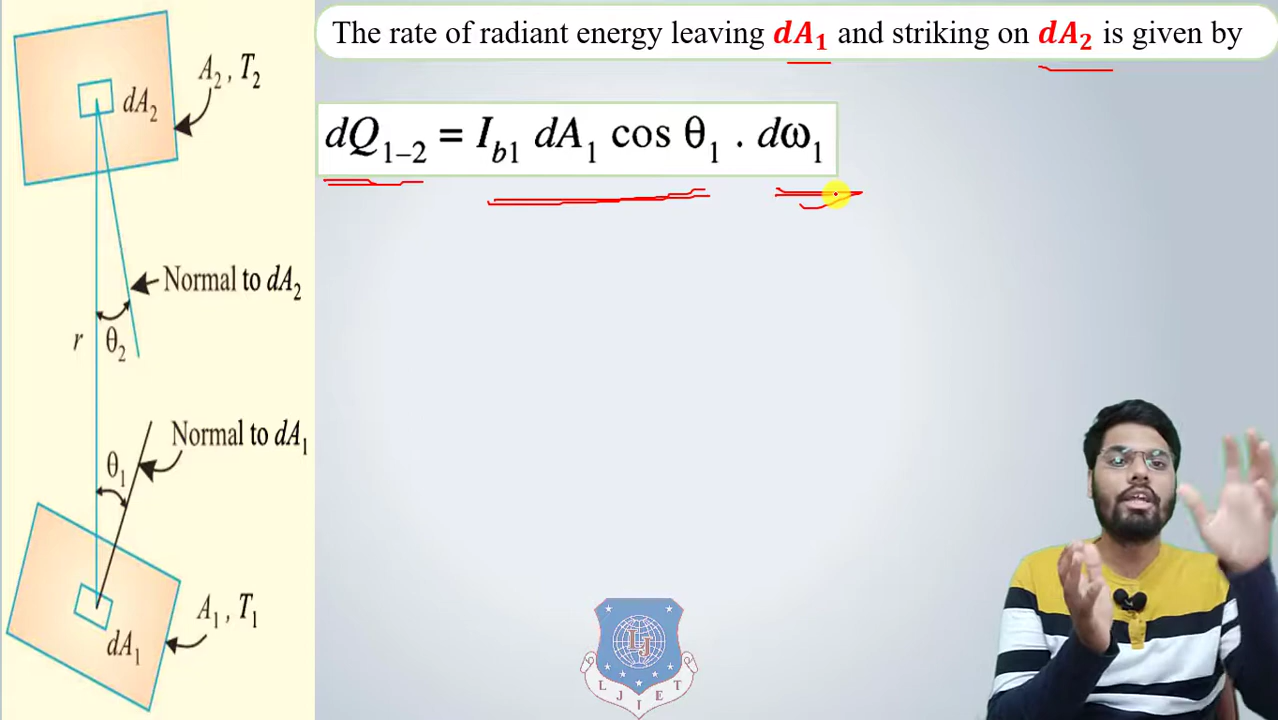 The rate of radiant energy leaving dA₁ and striking on dA₂ is given by
dQ₁₋₂ = I_b1 dA₁ cos θ₁ . dω₁
A₂ , T₂
dA₂
Normal to dA₂
r
θ₂
Normal to dA₁
θ₁
A₁ , T₁
dA₁
LJ
L J I E T